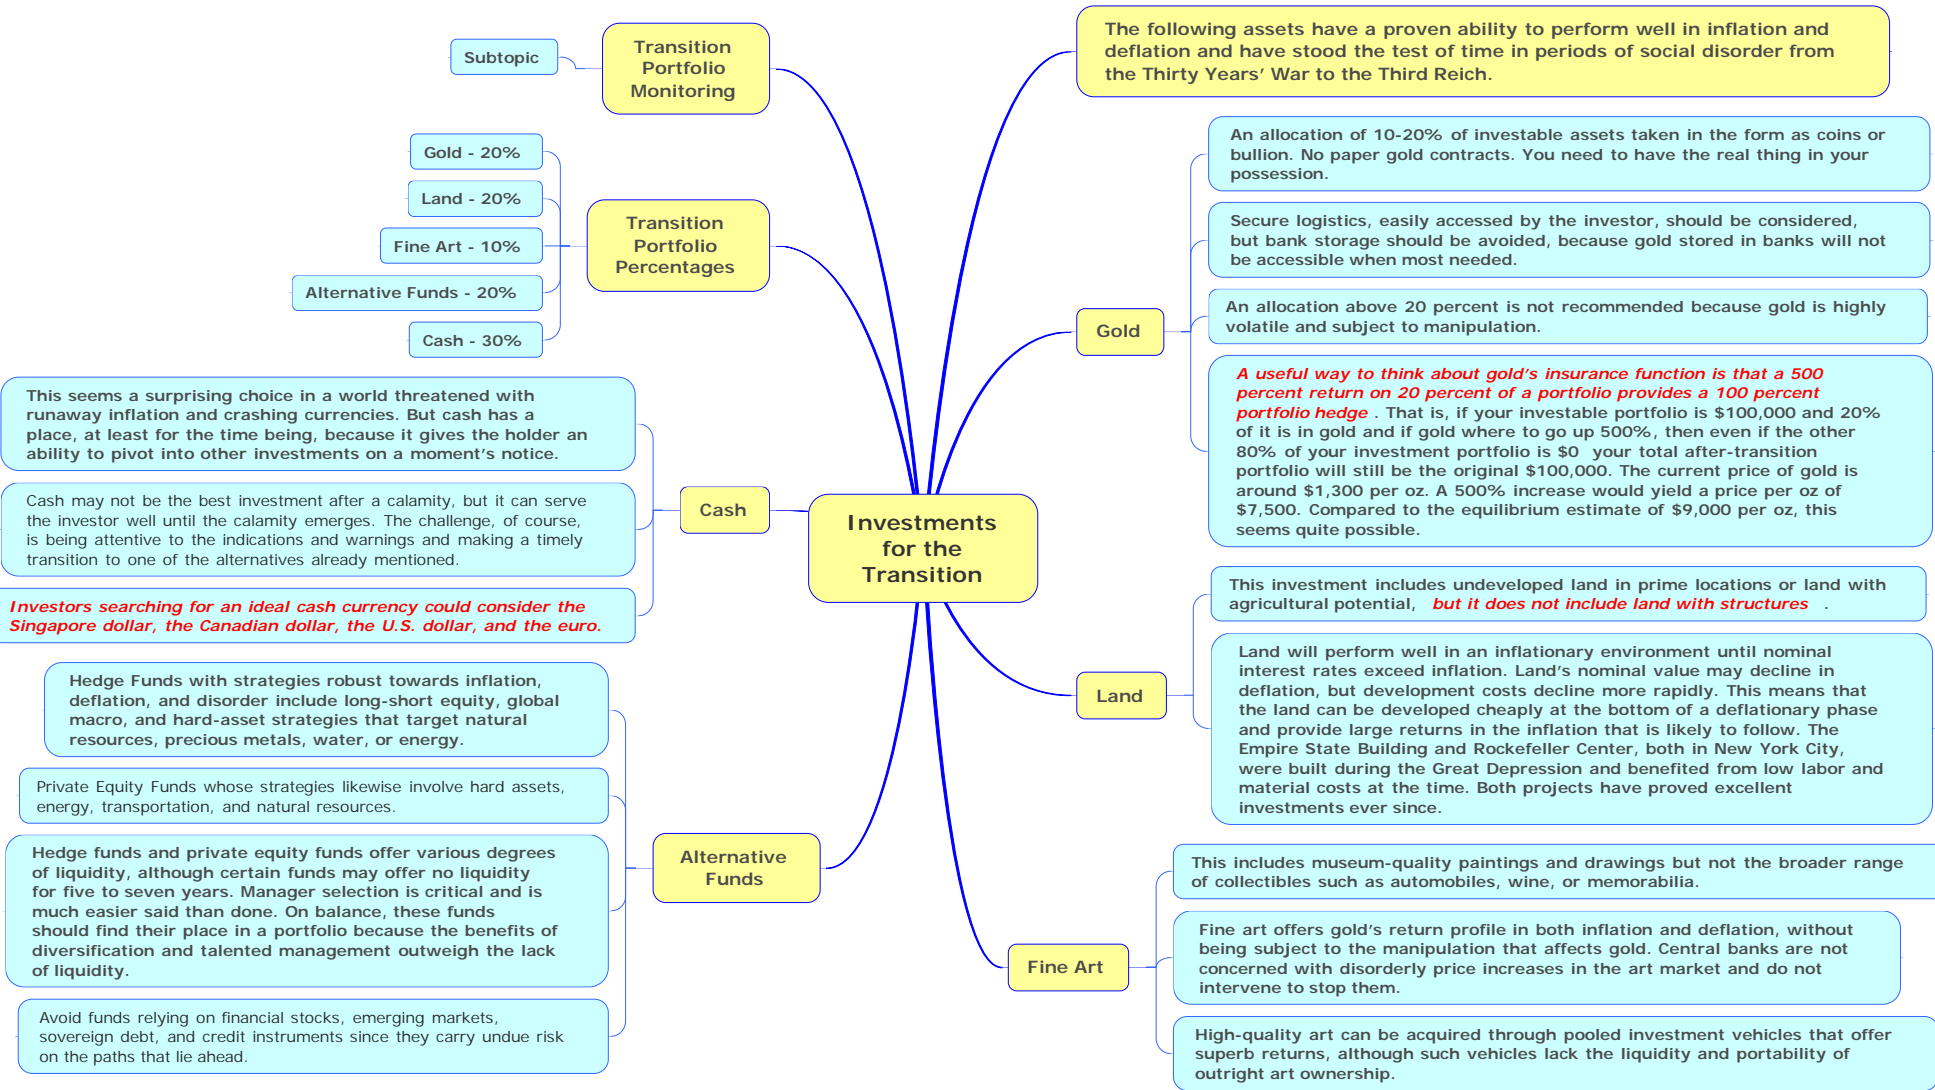 Investments
for the
Transition
The following assets have a proven ability to perform well in inflation and
deflation and have stood the test of time in periods of social disorder from
the Thirty Years' War to the Third Reich.
Gold
An allocation of 10-20% of investable assets taken in the form as coins or
bullion. No paper gold contracts. You need to have the real thing in your
possession.
Secure logistics, easily accessed by the investor, should be considered,
but bank storage should be avoided, because gold stored in banks will not
be accessible when most needed.
An allocation above 20 percent is not recommended because gold is highly
volatile and subject to manipulation.
A useful way to think about gold's insurance function is that a 500
percent return on 20 percent of a portfolio provides a 100 percent
portfolio hedge . That is, if your investable portfolio is $100,000 and 20%
of it is in gold and if gold where to go up 500%, then even if the other
80% of your investment portfolio is $0 your total after-transition
portfolio will still be the original $100,000. The current price of gold is
around $1,300 per oz. A 500% increase would yield a price per oz of
$7,500. Compared to the equilibrium estimate of $9,000 per oz, this
seems quite possible.
Land
This investment includes undeveloped land in prime locations or land with
agricultural potential, but it does not include land with structures .
Land will perform well in an inflationary environment until nominal
interest rates exceed inflation. Land's nominal value may decline in
deflation, but development costs decline more rapidly. This means that
the land can be developed cheaply at the bottom of a deflationary phase
and provide large returns in the inflation that is likely to follow. The
Empire State Building and Rockefeller Center, both in New York City,
were built during the Great Depression and benefited from low labor and
material costs at the time. Both projects have proved excellent
investments ever since.
Fine Art
This includes museum-quality paintings and drawings but not the broader range
of collectibles such as automobiles, wine, or memorabilia.
Fine art offers gold's return profile in both inflation and deflation, without
being subject to the manipulation that affects gold. Central banks are not
concerned with disorderly price increases in the art market and do not
intervene to stop them.
High-quality art can be acquired through pooled investment vehicles that offer
superb returns, although such vehicles lack the liquidity and portability of
outright art ownership.
Transition
Portfolio
Monitoring
Subtopic
Transition
Portfolio
Percentages
Gold - 20%
Land - 20%
Fine Art - 10%
Alternative Funds - 20%
Cash - 30%
Cash
This seems a surprising choice in a world threatened with
runaway inflation and crashing currencies. But cash has a
place, at least for the time being, because it gives the holder an
ability to pivot into other investments on a moment's notice.
Cash may not be the best investment after a calamity, but it can serve
the investor well until the calamity emerges. The challenge, of course,
is being attentive to the indications and warnings and making a timely
transition to one of the alternatives already mentioned.
Investors searching for an ideal cash currency could consider the
Singapore dollar, the Canadian dollar, the U.S. dollar, and the euro.
Alternative
Funds
Hedge Funds with strategies robust towards inflation,
deflation, and disorder include long-short equity, global
macro, and hard-asset strategies that target natural
resources, precious metals, water, or energy.
Private Equity Funds whose strategies likewise involve hard assets,
energy, transportation, and natural resources.
Hedge funds and private equity funds offer various degrees
of liquidity, although certain funds may offer no liquidity
for five to seven years. Manager selection is critical and is
much easier said than done. On balance, these funds
should find their place in a portfolio because the benefits of
diversification and talented management outweigh the lack
of liquidity.
Avoid funds relying on financial stocks, emerging markets,
sovereign debt, and credit instruments since they carry undue risk
on the paths that lie ahead.